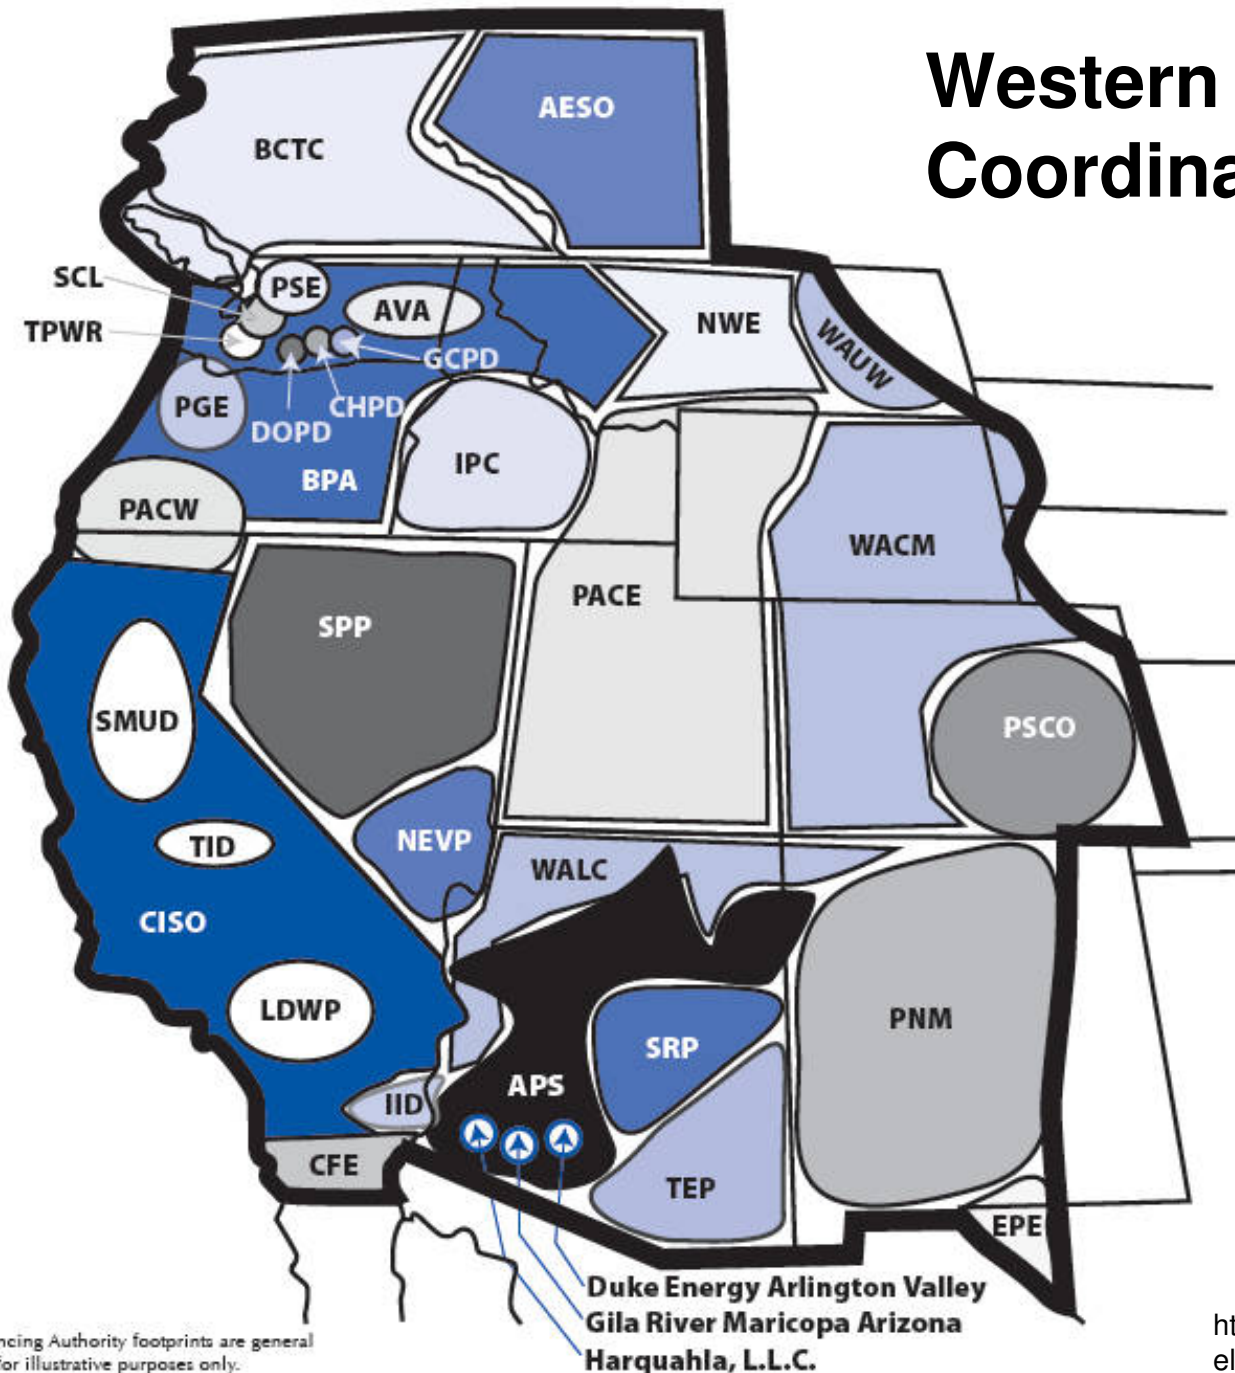 Western
Coordina
AESO
BCTC
SCL
PSE
AVA
TPWR
NWE
WAUW
GCPD
PGE
CHPD
DOPD
BPA
IPC
PACW
WACM
PACE
SPP
SMUD
PSCO
NEVP
TID
WALC
CISO
LDWP
PNM
SRP
APS
IID
CFE
TEP
EPE
Duke Energy Arlington Valley
Gila River Maricopa Arizona
Harquahla, L.L.C.
ncing Authority footprints are general
for illustrative purposes only.
ht
el